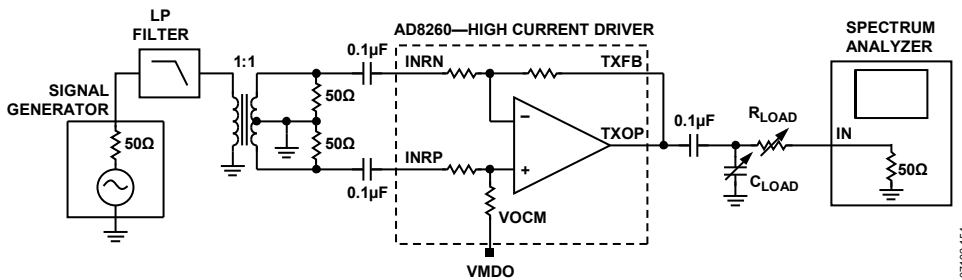 LP
FILTER
AD8260—HIGH CURRENT DRIVER
SPECTRUM
ANALYZER
1:1
0.1µF
INRN
TXFB
SIGNAL
GENERATOR
50Ω
50Ω
50Ω
0.1µF
INRP
TXOP
0.1µF
RLOAD
CLOAD
IN
50Ω
VOCM
VMDO